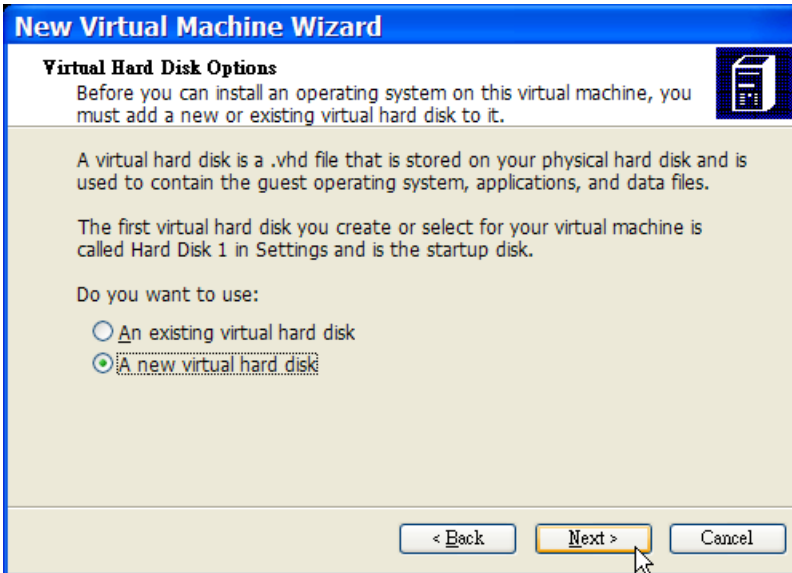 New Virtual Machine Wizard
Virtual Hard Disk Options
Before you can install an operating system on this virtual machine, you
must add a new or existing virtual hard disk to it.
A virtual hard disk is a .vhd file that is stored on your physical hard disk and is
used to contain the guest operating system, applications, and data files.
The first virtual hard disk you create or select for your virtual machine is
called Hard Disk 1 in Settings and is the startup disk.
Do you want to use:
An existing virtual hard disk
A new virtual hard disk
< Back Next > Cancel